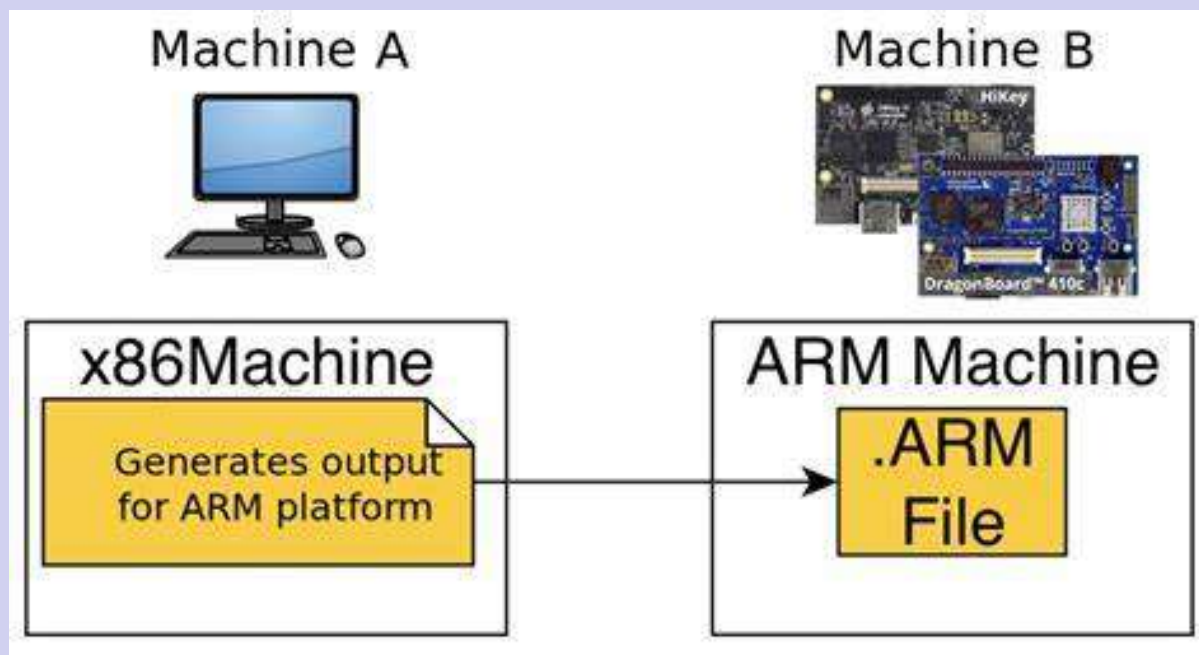 Machine A
Machine B
HiKey
DragonBoard™ 410c
x86Machine
Generates output
for ARM platform
ARM Machine
.ARM
File